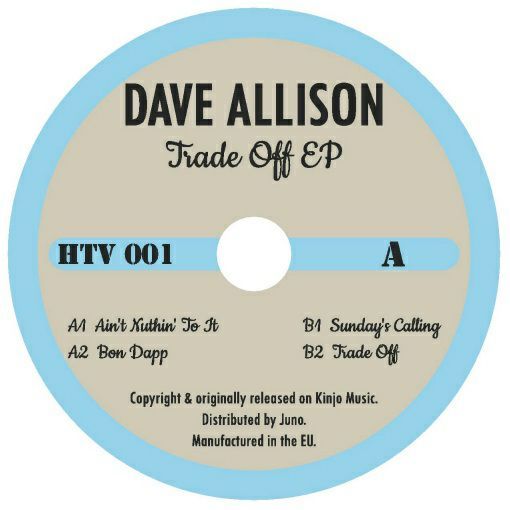 DAVE ALLISON
Trade Off EP
HTV 001 A
A1 Ain't Nuthin' To It B1 Sunday's Calling
A2 Bon Dapp B2 Trade Off
Copyright & originally released on Kinjo Music.
Distributed by Juno.
Manufactured in the EU.